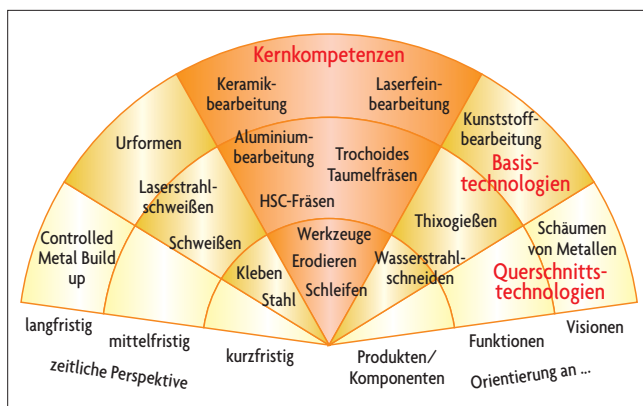 Kernkompetenzen
Keramik-
bearbeitung
Laserfein-
bearbeitung
Urformen
Aluminium-
bearbeitung
Trochoides
Taumelfräsen
Kunststoff-
bearbeitung
Basis-
technologien
Laserstrahl-
schweißen
HSC-Fräsen
Thixogießen
Controlled
Metal Build
up
Schweißen
Werkzeuge
Erodieren
Schleifen
Kleben
Stahl
Wasserstrahl-
schneiden
Schäumen
von Metallen
Querschnitts-
technologien
langfristig
mittelfristig
kurzfristig
zeitliche Perspektive
Produkten/
Komponenten
Funktionen
Visionen
Orientierung an ...